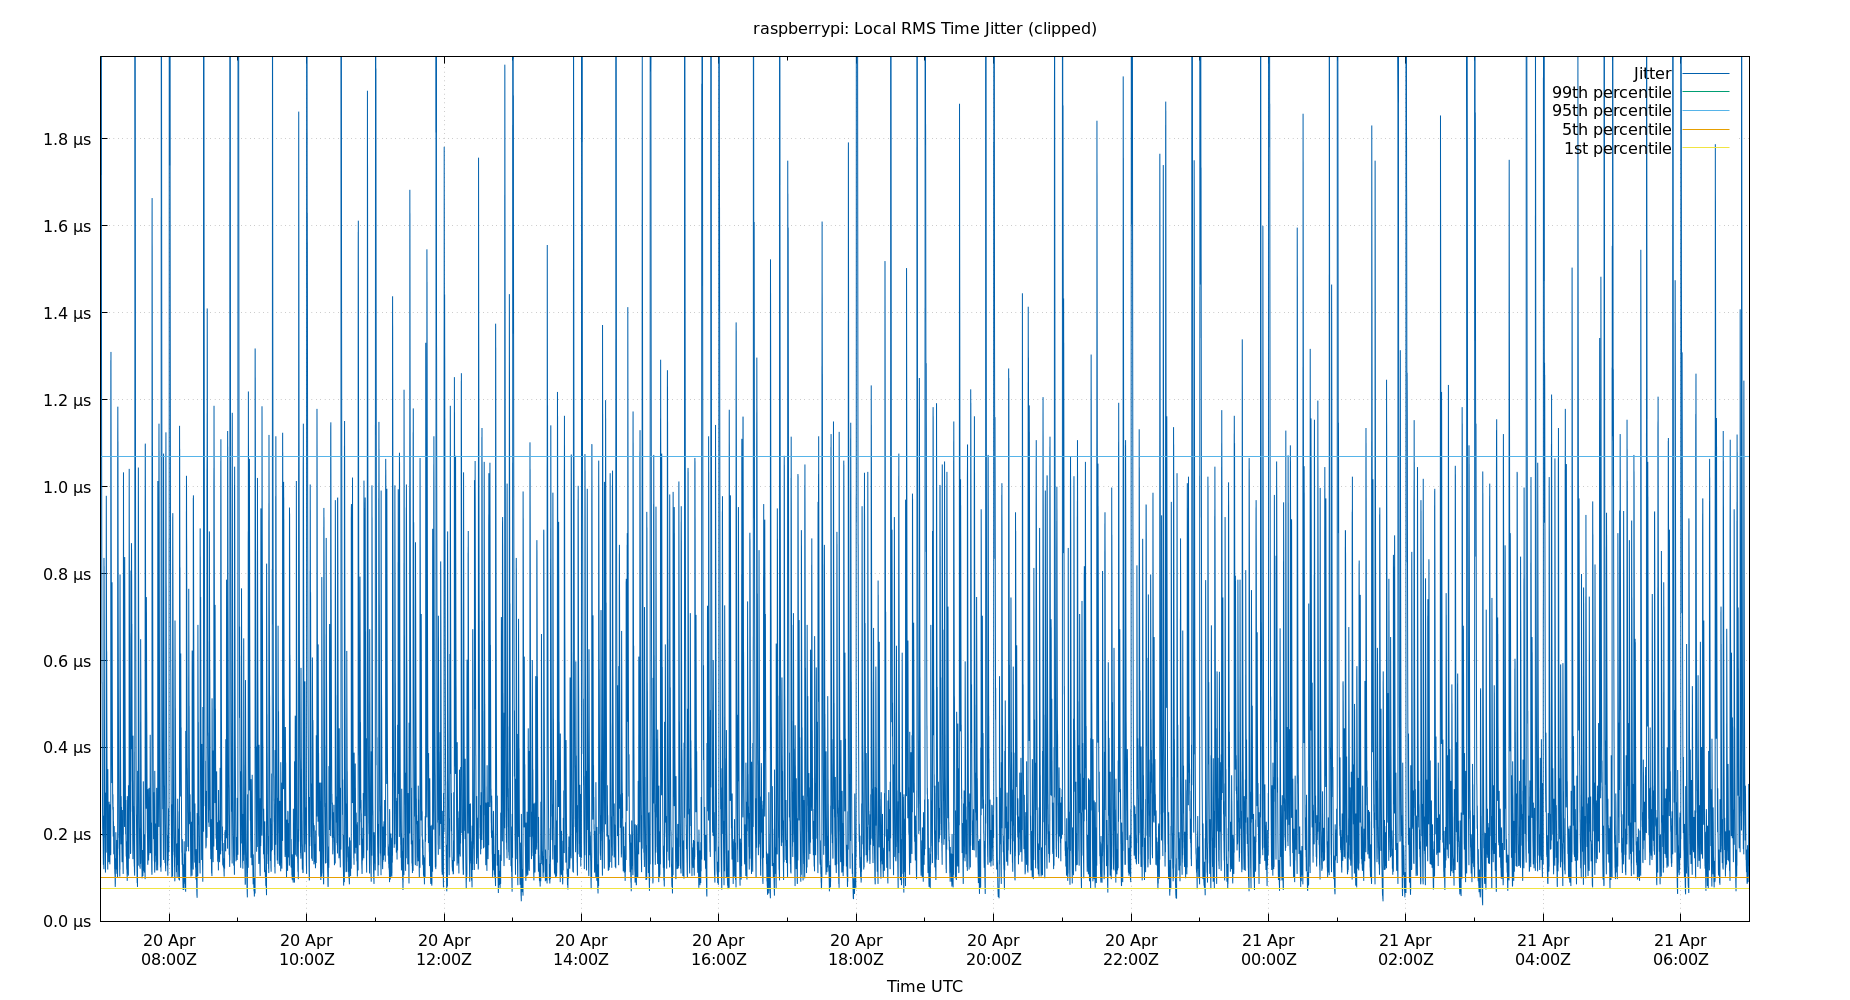 raspberrypi: Local RMS Time Jitter (clipped)
Jitter
99th percentile
95th percentile
5th percentile
1st percentile
1.8 µs
1.6 µs
1.4 µs
1.2 µs
1.0 µs
0.8 µs
0.6 µs
0.4 µs
0.2 µs
0.0 µs
20 Apr 20 Apr 20 Apr 20 Apr 20 Apr 20 Apr 20 Apr 20 Apr 21 Apr 21 Apr 21 Apr 21 Apr
08:00Z 10:00Z 12:00Z 14:00Z 16:00Z 18:00Z 20:00Z 22:00Z 00:00Z 02:00Z 04:00Z 06:00Z
Time UTC